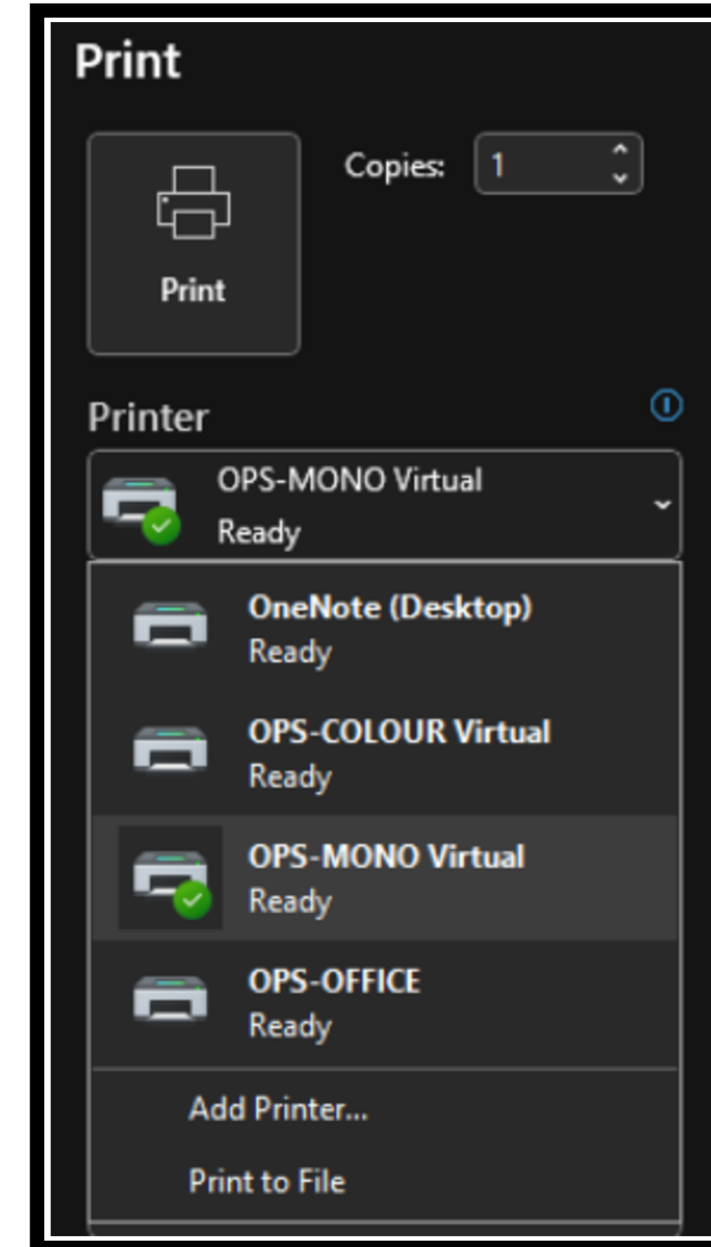 Print
Copies: 1
Print
Printer
OPS-MONO Virtual
Ready
OneNote (Desktop)
Ready
OPS-COLOUR Virtual
Ready
OPS-MONO Virtual
Ready
OPS-OFFICE
Ready
Add Printer...
Print to File